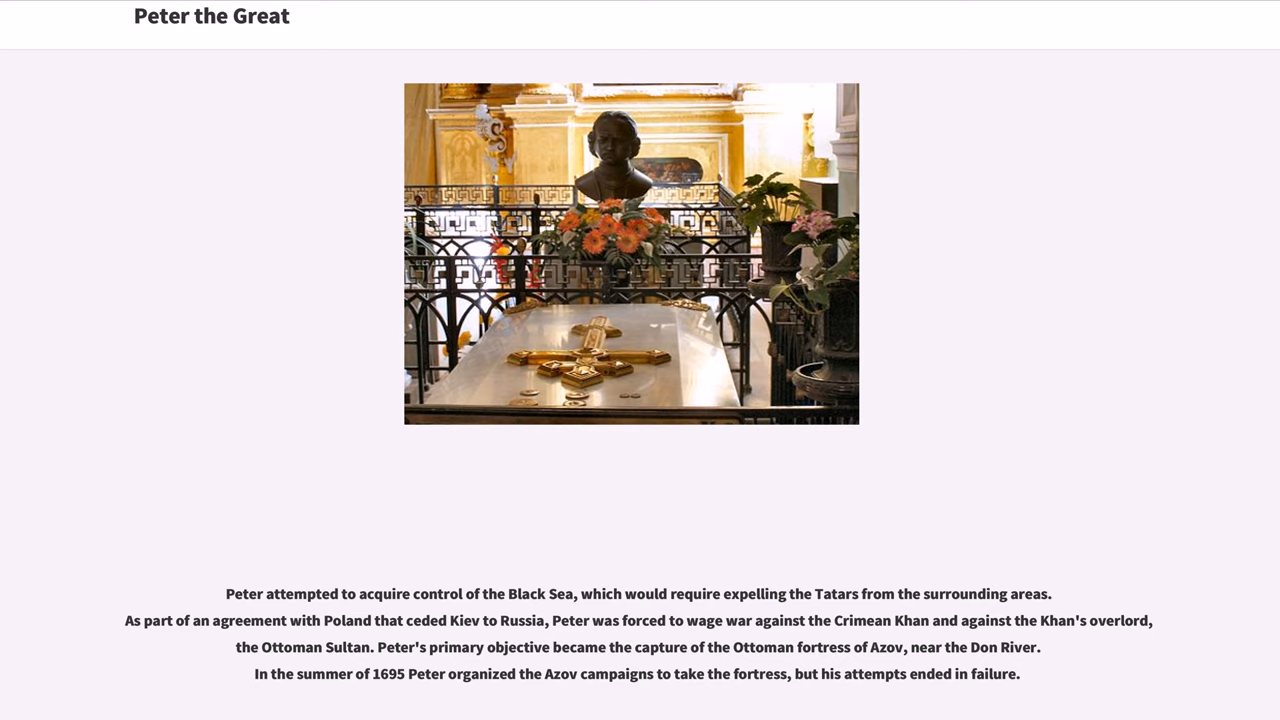 Peter the Great
Peter attempted to acquire control of the Black Sea, which would require expelling the Tatars from the surrounding areas.
As part of an agreement with Poland that ceded Kiev to Russia, Peter was forced to wage war against the Crimean Khan and against the Khan's overlord,
the Ottoman Sultan. Peter's primary objective became the capture of the Ottoman fortress of Azov, near the Don River.
In the summer of 1695 Peter organized the Azov campaigns to take the fortress, but his attempts ended in failure.